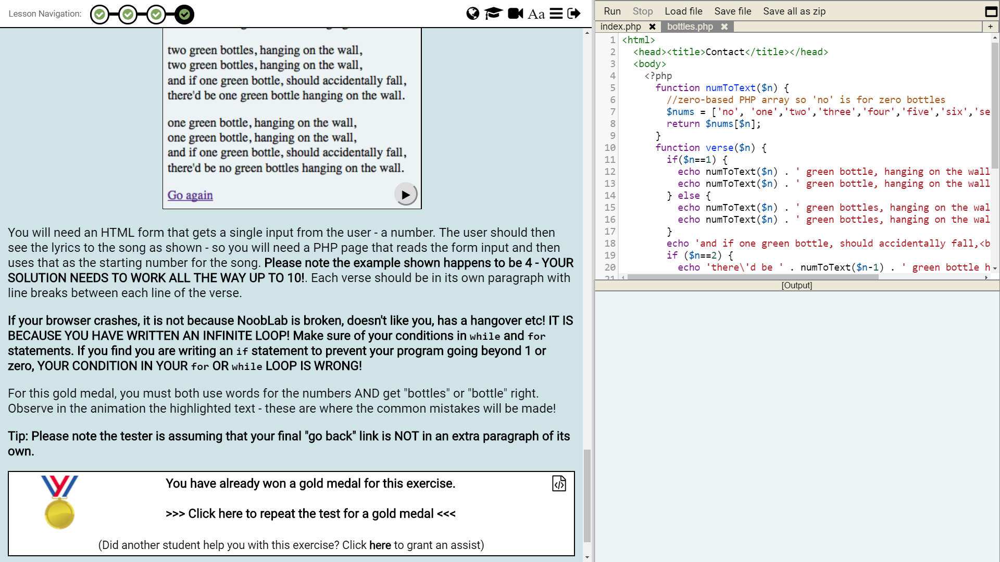 Lesson Navigation:
Aa
two green bottles, hanging on the wall,
two green bottles, hanging on the wall,
and if one green bottle, should accidentally fall,
there'd be one green bottle hanging on the wall.
one green bottle, hanging on the wall,
one green bottle, hanging on the wall,
and if one green bottle, should accidentally fall,
there'd be no green bottles hanging on the wall.
Go again
You will need an HTML form that gets a single input from the user - a number. The user should then
see the lyrics to the song as shown - so you will need a PHP page that reads the form input and then
uses that as the starting number for the song. Please note the example shown happens to be 4 - YOUR
SOLUTION NEEDS TO WORK ALL THE WAY UP TO 10!. Each verse should be in its own paragraph with
line breaks between each line of the verse.
If your browser crashes, it is not because NoobLab is broken, doesn't like you, has a hangover etc! IT IS
BECAUSE YOU HAVE WRITTEN AN INFINITE LOOP! Make sure of your conditions in while and for
statements. If you find you are writing an if statement to prevent your program going beyond 1 or
zero, YOUR CONDITION IN YOUR for OR while LOOP IS WRONG!
For this gold medal, you must both use words for the numbers AND get "bottles" or "bottle" right.
Observe in the animation the highlighted text - these are where the common mistakes will be made!
Tip: Please note the tester is assuming that your final "go back" link is NOT in an extra paragraph of its
own.
You have already won a gold medal for this exercise.
>>> Click here to repeat the test for a gold medal <<<
(Did another student help you with this exercise? Click here to grant an assist)
Run Stop Load file Save file Save all as zip
index.php bottles.php +
1 <html>
2 <head><title>Contact</title></head>
3 <body>
4 <?php
5 function numToText($n) {
6 //zero-based PHP array so 'no' is for zero bottles
7 $nums = ['no', 'one','two','three','four','five','six','se
8 return $nums[$n];
9 }
10 function verse($n) {
11 if($n==1) {
12 echo numToText($n) . ' green bottle, hanging on the wall
13 echo numToText($n) . ' green bottle, hanging on the wall
14 } else {
15 echo numToText($n) . ' green bottles, hanging on the wal
16 echo numToText($n) . ' green bottles, hanging on the wal
17 }
18 echo 'and if one green bottle, should accidentally fall,<b
19 if ($n==2) {
20 echo 'there\'d be ' . numToText($n-1) . ' green bottle h
21
[Output]